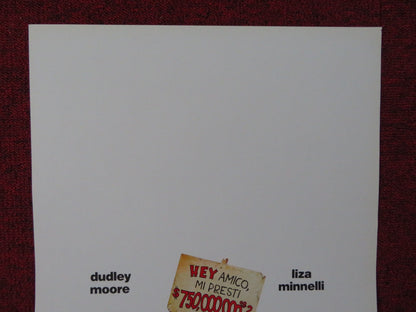 dudley
moore
liza
minnelli
HEY AMICO,
MI PRESTI
$750,000,000?